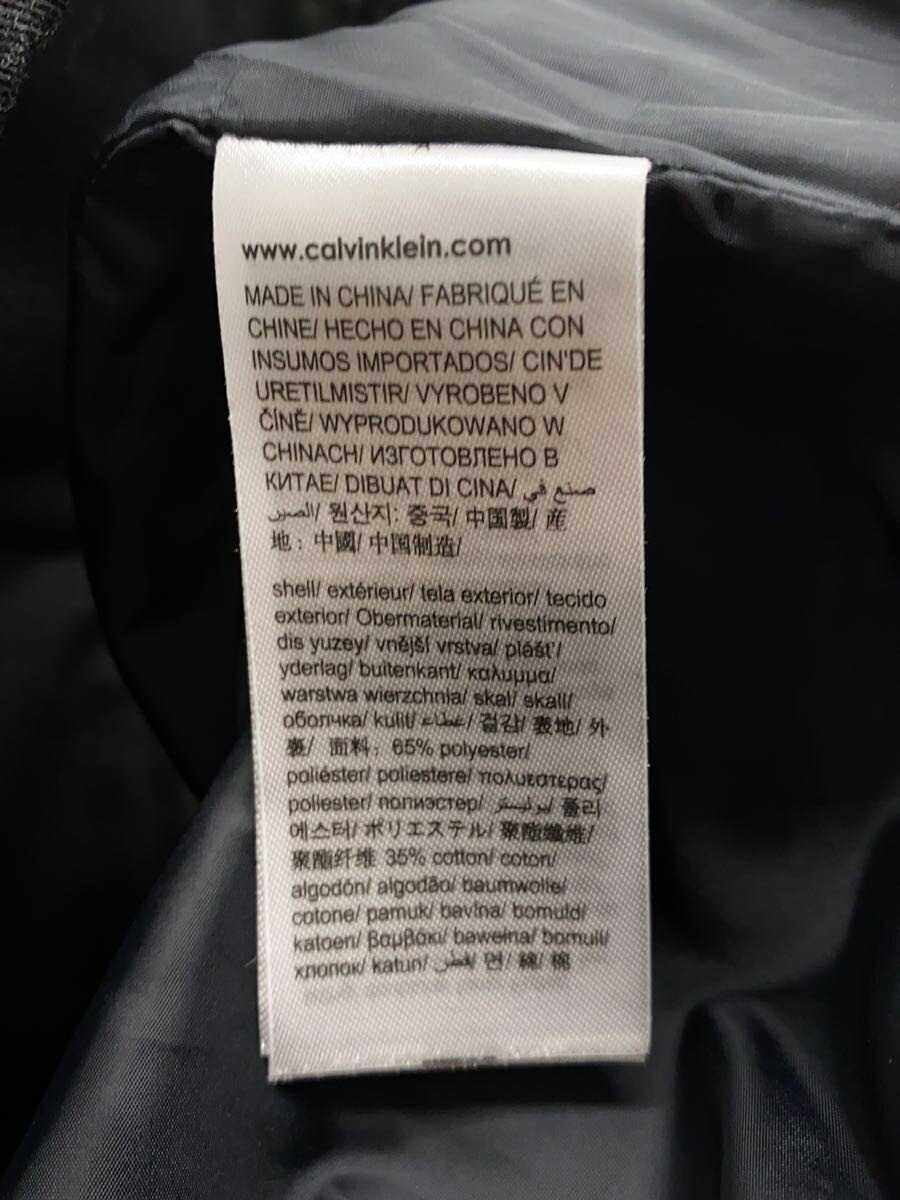 www.calvinklein.com
MADE IN CHINA/ FABRIQUÉ EN
CHINE/ HECHO EN CHINA CON
INSUMOS IMPORTADOS/ CIN'DE
URETILMISTIR/ VYROBENO V
ČÍNĚ/ WYPRODUKOWANO W
CHINACH/ ИЗГОТОВЛЕНО В
КИТАЕ/ DIBUAT DI CINA/ صنع في
الصين/ 원산지: 중국/ 中国製/ 産
地: 中國/ 中国制造/
shell/ extérieur/ tela exterior/ tecido
exterior/ Obermaterial/ rivestimento/
dis yuzey/ vnější vrstva/ plášť/
yderlag/ buitenkant/ καλυμμα/
warstwa wierzchnia/ skal/ skall/
оболчка/ kulit/ غطاء/ 겉감/ 表地/ 外
裹/ 面料: 65% polyester/
poliéster/ poliestere/ πολυεστερας/
poliester/ полиэстер/ بوليستر/ 폴리
에스터/ ポリエステル/ 聚酯纖維/
聚酯纤维 35% cotton/ coton/
algodón/ algodão/ baumwolle/
cotone/ pamuk/ bavlna/ bomuld/
katoen/ βαμβάκι/ bawełna/ bomull/
хлопок/ katun/ قطن/ 면/ 綿/ 棉